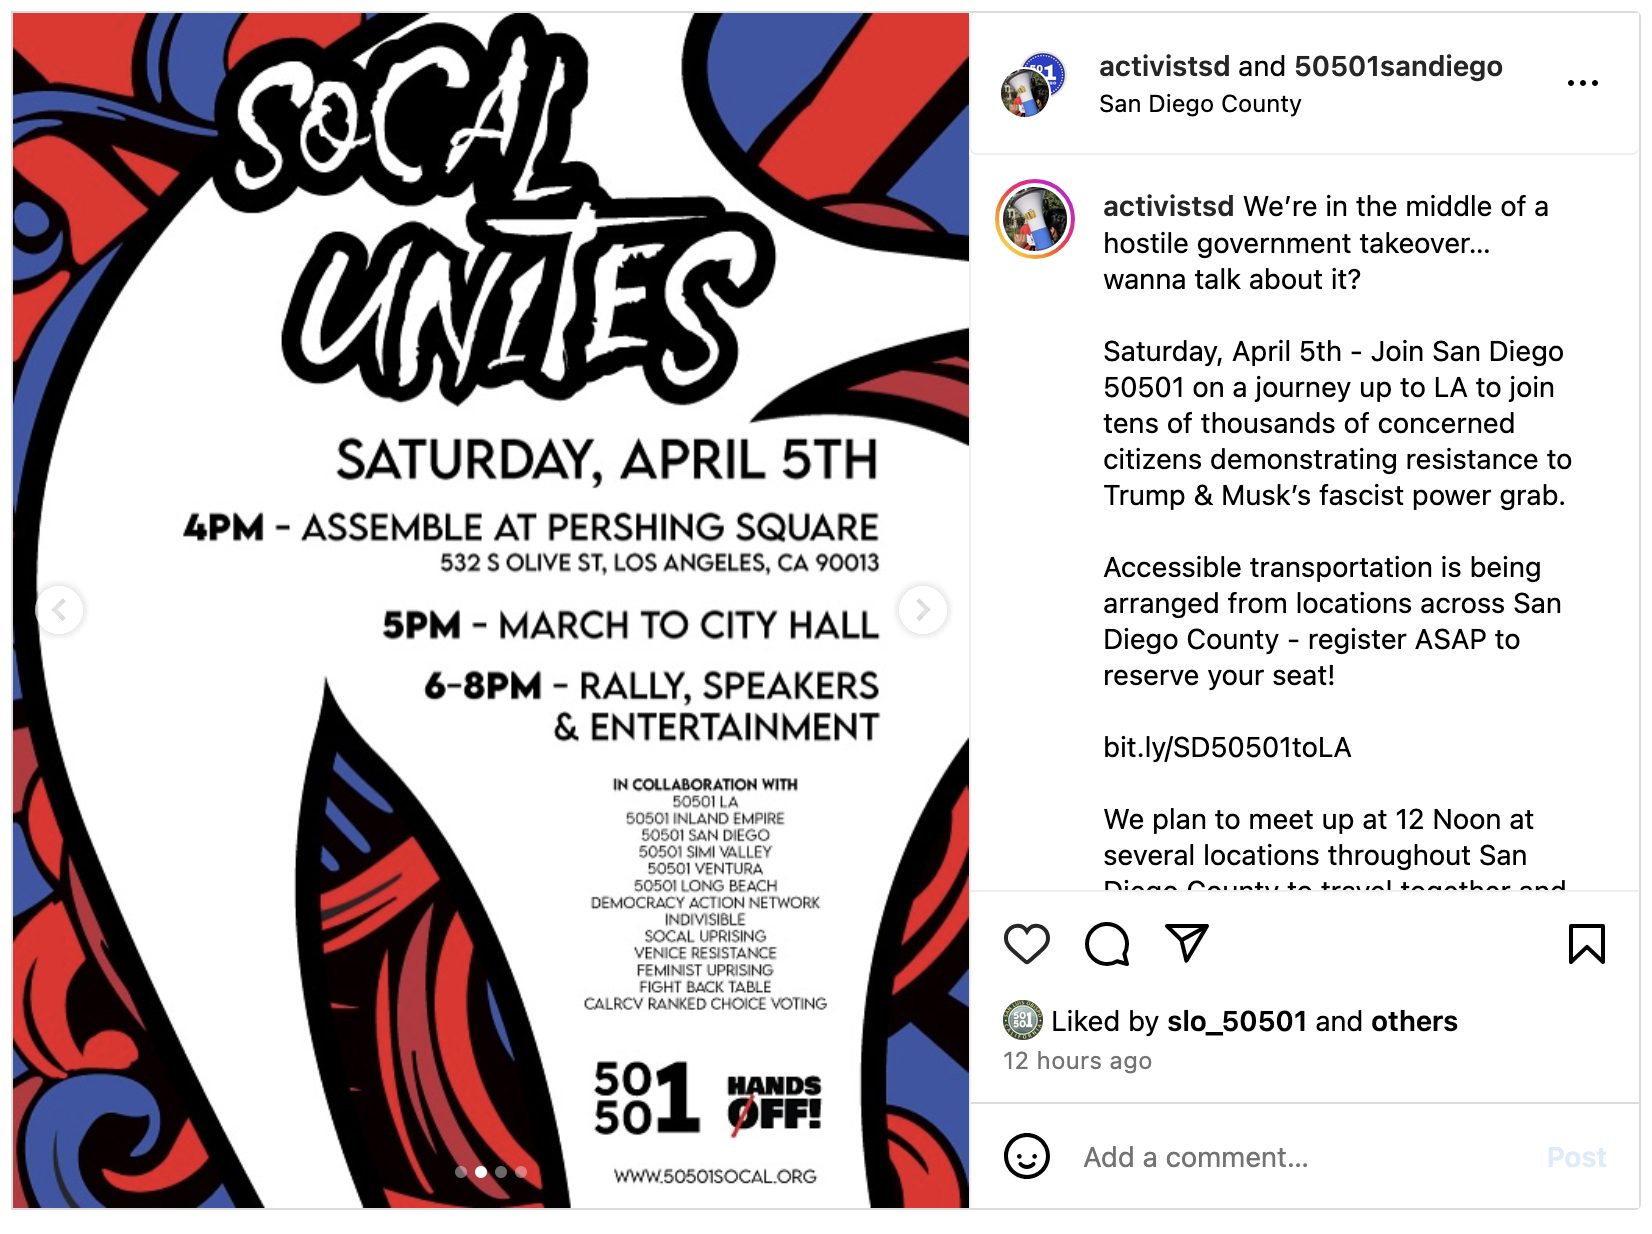 SOCAL
UNITES
SATURDAY, APRIL 5TH
4PM - ASSEMBLE AT PERSHING SQUARE
532 S OLIVE ST, LOS ANGELES, CA 90013
5PM - MARCH TO CITY HALL
6-8PM - RALLY, SPEAKERS
& ENTERTAINMENT
IN COLLABORATION WITH
50501 LA
50501 INLAND EMPIRE
50501 SAN DIEGO
50501 SIMI VALLEY
50501 VENTURA
50501 LONG BEACH
DEMOCRACY ACTION NETWORK
INDIVISIBLE
SOCAL UPRISING
VENICE RESISTANCE
FEMINIST UPRISING
FIGHT BACK TABLE
CALRCV RANKED CHOICE VOTING
50
501
HANDS
OFF!
WWW.50501SOCAL.ORG
activistsd and 50501sandiego
San Diego County
activistsd We’re in the middle of a
hostile government takeover...
wanna talk about it?
Saturday, April 5th - Join San Diego
50501 on a journey up to LA to join
tens of thousands of concerned
citizens demonstrating resistance to
Trump & Musk’s fascist power grab.
Accessible transportation is being
arranged from locations across San
Diego County - register ASAP to
reserve your seat!
bit.ly/SD50501toLA
We plan to meet up at 12 Noon at
several locations throughout San
Diego County to travel together and
Liked by slo_50501 and others
12 hours ago
Add a comment...
Post